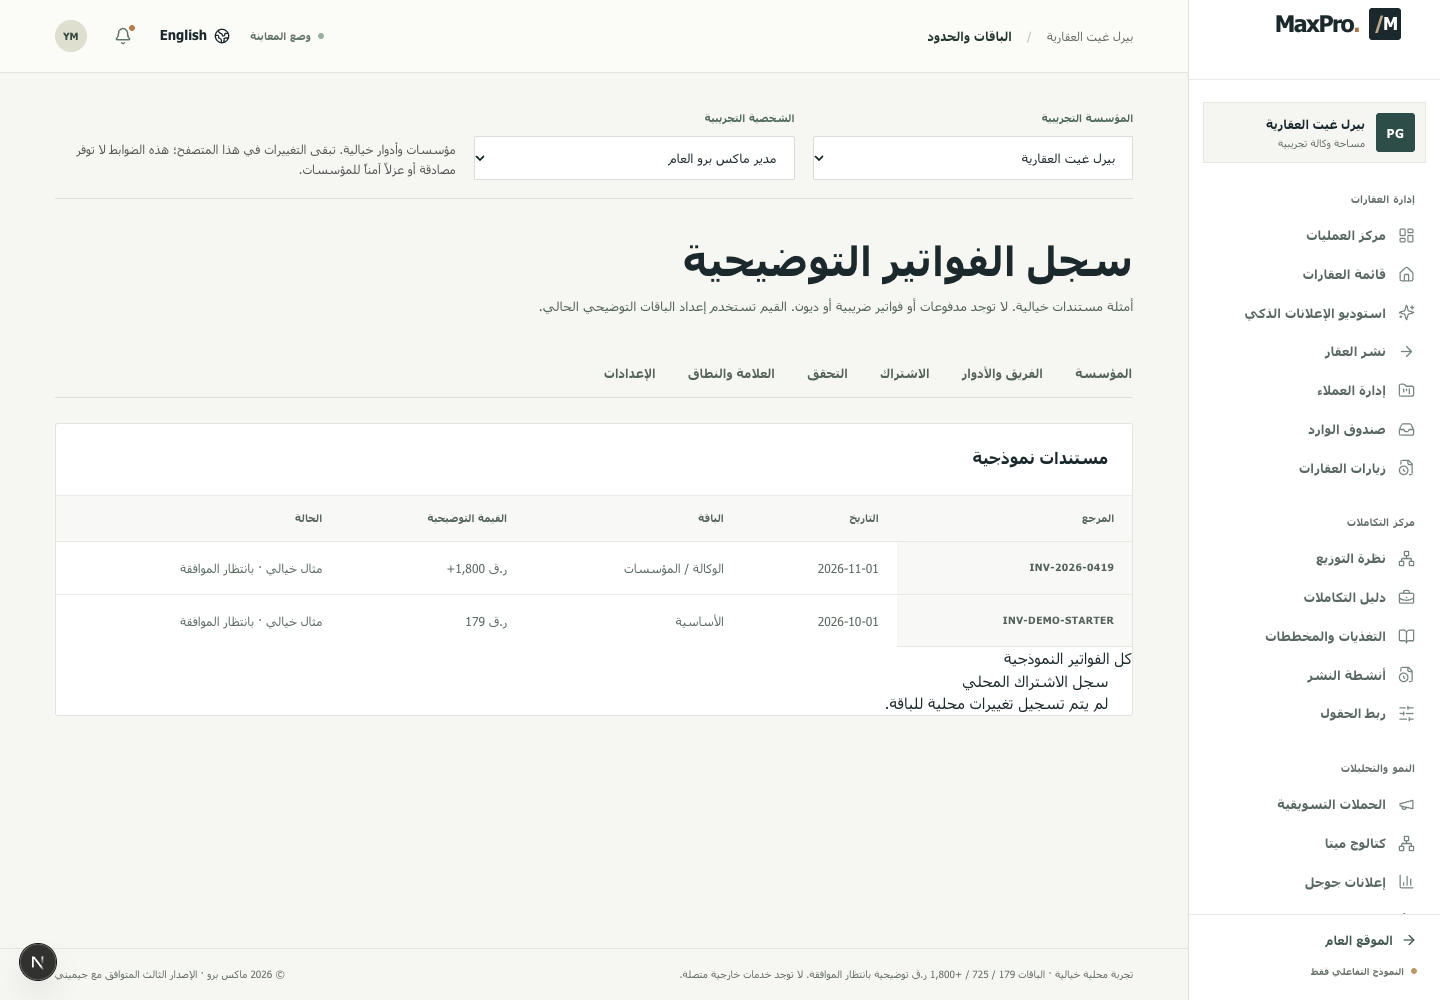 MaxPro. /M
بيرل غيت العقارية / الباقات والحدود
وضع المعاينة
English
YM
PG
بيرل غيت العقارية
مساحة وكالة تجريبية
إدارة العقارات
مركز العمليات
قائمة العقارات
استوديو الإعلانات الذكي
نشر العقار
إدارة العملاء
صندوق الوارد
زيارات العقارات
مركز التكاملات
نظرة التوزيع
دليل التكاملات
التغذيات والمخططات
أنشطة النشر
ربط الحقول
النمو والتحليلات
الحملات التسويقية
كتالوج ميتا
إعلانات جوجل
الموقع العام
النموذج التفاعلي فقط
المؤسسة التجريبية
بيرل غيت العقارية
الشخصية التجريبية
مدير ماكس برو العام
مؤسسات وأدوار خيالية. تبقى التغييرات في هذا المتصفح؛ هذه الضوابط لا توفر
مصادقة أو عزلاً آمناً للمؤسسات.
سجل الفواتير التوضيحية
أمثلة مستندات خيالية. لا توجد مدفوعات أو فواتير ضريبية أو ديون. القيم تستخدم إعداد الباقات التوضيحي الحالي.
المؤسسة الفريق والأدوار الاشتراك التحقق العلامة والنطاق الإعدادات
مستندات نموذجية
المرجع التاريخ الباقة القيمة التوضيحية الحالة
INV-2026-0419 2026-11-01 الوكالة / المؤسسات ر.ق 1,800+ مثال خيالي · بانتظار الموافقة
INV-DEMO-STARTER 2026-10-01 الأساسية ر.ق 179 مثال خيالي · بانتظار الموافقة
كل الفواتير النموذجية
سجل الاشتراك المحلي
لم يتم تسجيل تغييرات محلية للباقة.
تجربة محلية خيالية · الباقات 179 / 725 / +1,800 ر.ق توضيحية بانتظار الموافقة. لا توجد خدمات خارجية متصلة.
© 2026 ماكس برو · الإصدار الثالث المتوافق مع جيميني
N